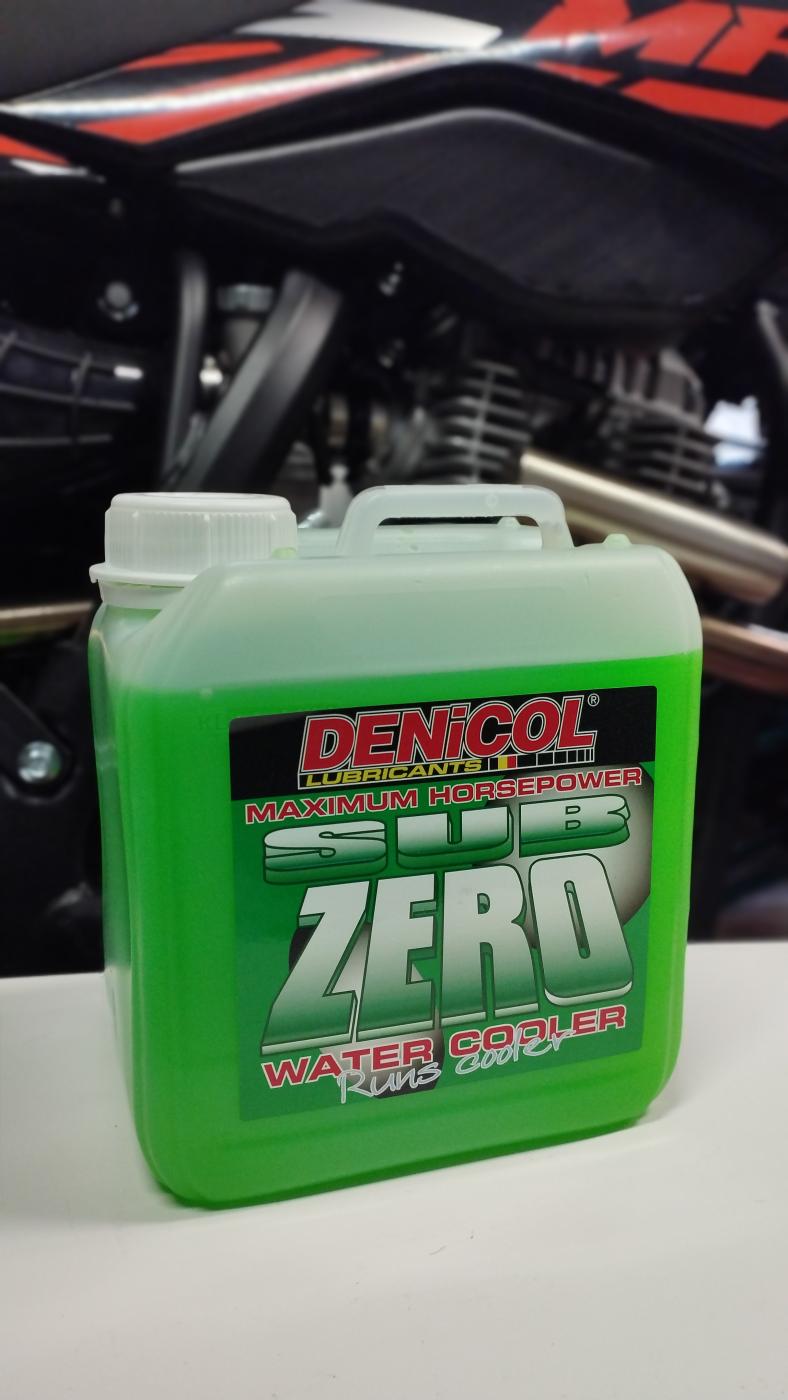 DENiCOL®
LUBRICANTS
MAXIMUM HORSEPOWER
SUB
ZERO
WATER COOLER
Runs cooler